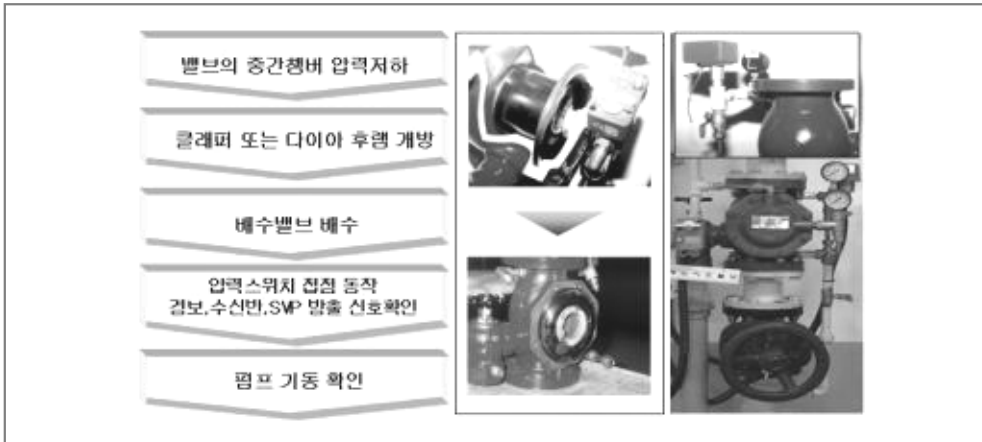 밸브의 중간챔버 압력저하
클래퍼 또는 다이아 후램 개방
배수밸브 배수
압력스위치 접점 동작
경보,수신반,SVP 방출 신호확인
펌프 기동 확인